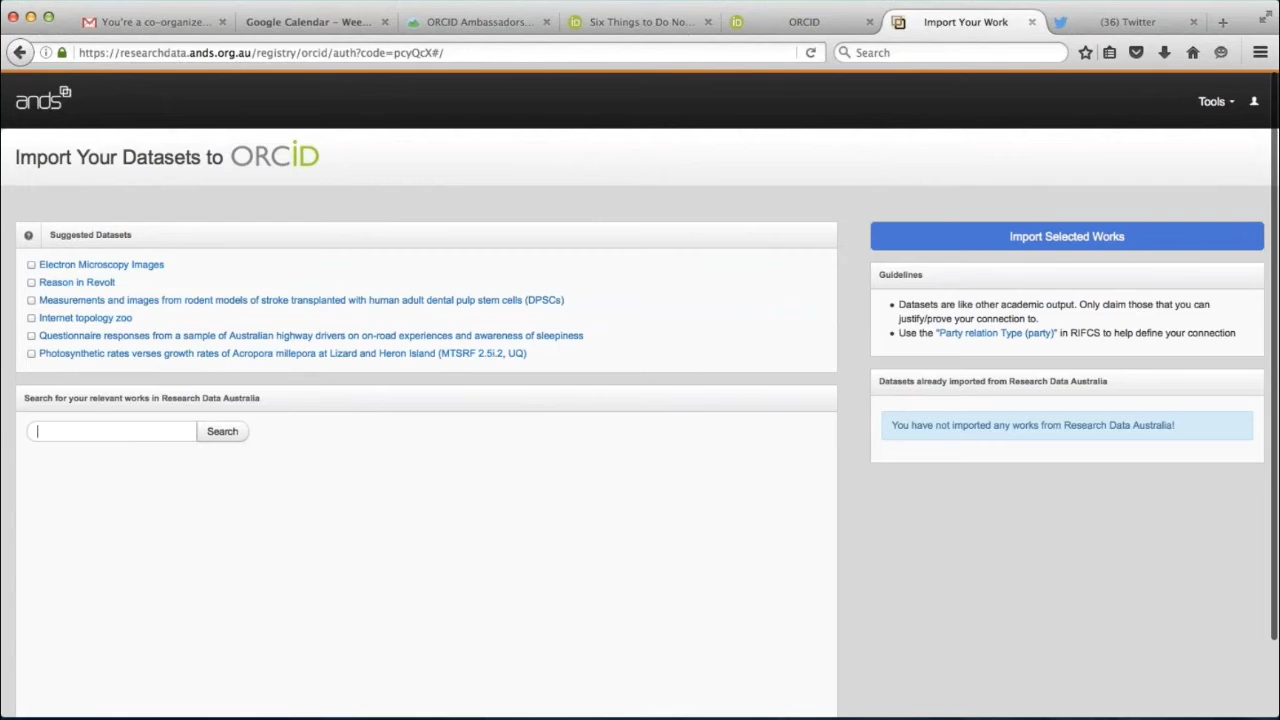 You're a co-organize...
Google Calendar – Wee...
ORCID Ambassadors...
Six Things to Do No...
ORCID
Import Your Work
(36) Twitter
https://researchdata.ands.org.au/registry/orcid/auth?code=pcyQcX#/
Search
ands
Tools
Import Your Datasets to ORCID
Suggested Datasets
Electron Microscopy Images
Reason in Revolt
Measurements and images from rodent models of stroke transplanted with human adult dental pulp stem cells (DPSCs)
Internet topology zoo
Questionnaire responses from a sample of Australian highway drivers on on-road experiences and awareness of sleepiness
Photosynthetic rates verses growth rates of Acropora millepora at Lizard and Heron Island (MTSRF 2.5i.2, UQ)
Search for your relevant works in Research Data Australia
Search
Import Selected Works
Guidelines
Datasets are like other academic output. Only claim those that you can
justify/prove your connection to.
Use the "Party relation Type (party)" in RIFCS to help define your connection
Datasets already imported from Research Data Australia
You have not imported any works from Research Data Australia!